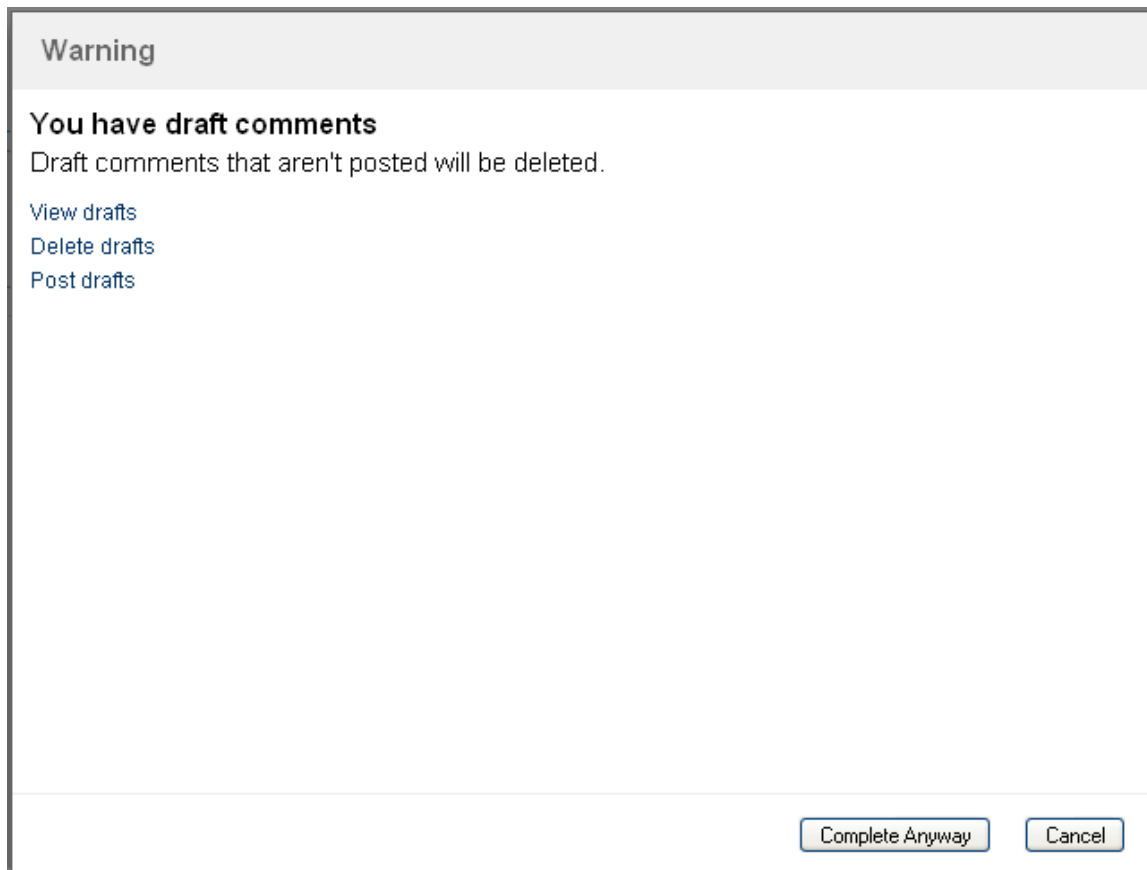 Warning
You have draft comments
Draft comments that aren't posted will be deleted.
View drafts
Delete drafts
Post drafts
Complete Anyway
Cancel